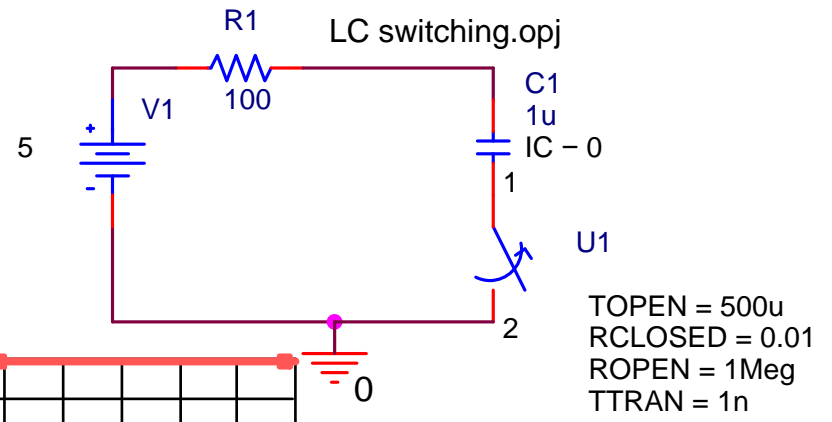 R1
LC switching.opj
100
V1
5
C1
1u
IC − 0
1
U1
2
0
TOPEN = 500u
RCLOSED = 0.01
ROPEN = 1Meg
TTRAN = 1n